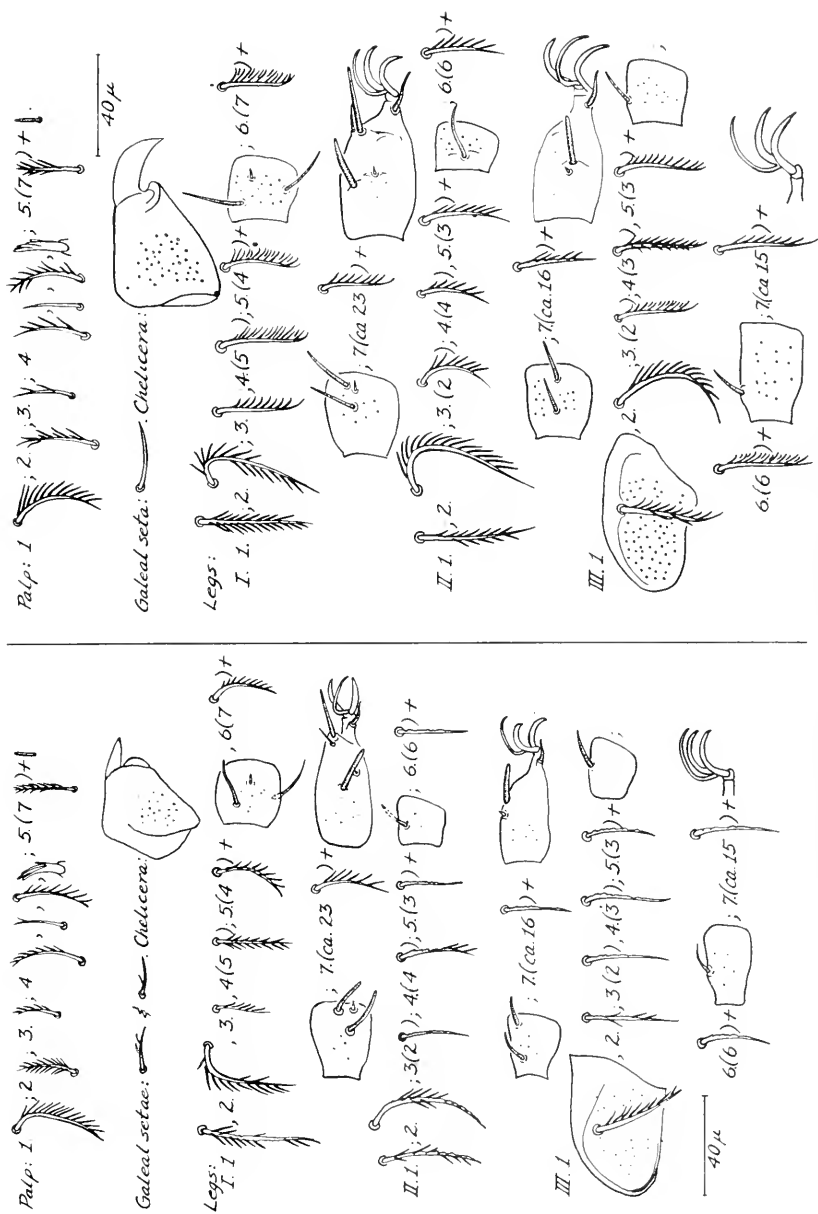 Palp: 1. ; 2. , 3. ; 4 , , ; 5.(7 )+
Galeal setae: & . Chelicera:
Legs:
I. 1 , 2. , 3. , 4(5 ); 5.(4 )+ , 6(7 )+
; 7.(ca. 23 )+
II. 1. ; 2. ; 3(2 ); 4.(4 ); 5.(3 )+ ; 6.(6 )+
; 7.(ca. 16 )+
III. 1 , 2. , 3(2 ), 4.(3 ); 5.(3 )+ ;
6.(6 )+ ; 7.(ca. 15 )+
40 μ
Palp: 1 ; 2. , 3. ; 4 , , ; 5.(7 )+ .
40 μ
Galeal seta: . Chelicera:
Legs:
I. 1. , 2. ; 3. , 4.(5 ); 5.(4 )+ ; 6.(7 )+
; 7(ca 23 )+
II. 1. , 2. ; 3.(2 ); 4.(4 ), 5.(3 )+ ; 6.(6 )+
; 7(ca. 16 )+
III. 1 , 2. , 3.(2 ); 4(3 ), 5.(3 )+ ;
6.(6 )+ ; 7(ca 15 )+